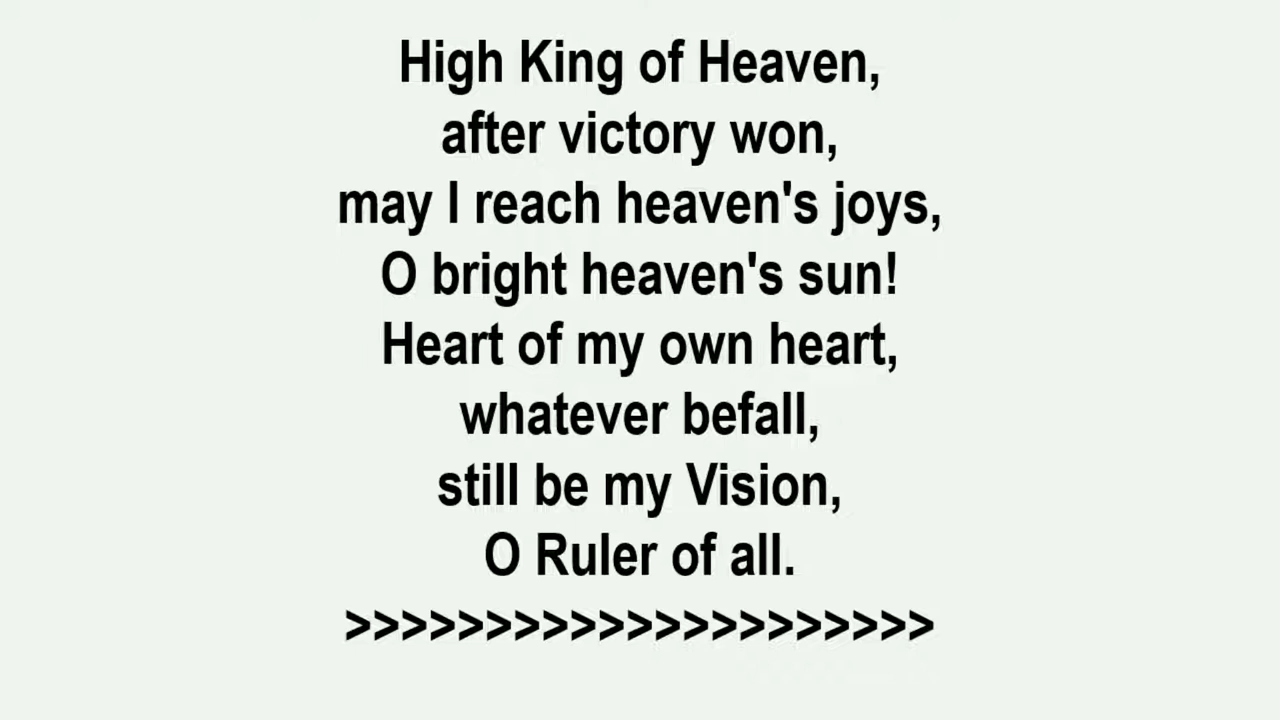 High King of Heaven,
after victory won,
may I reach heaven's joys,
O bright heaven's sun!
Heart of my own heart,
whatever befall,
still be my Vision,
O Ruler of all.
>>>>>>>>>>>>>>>>>>>>>